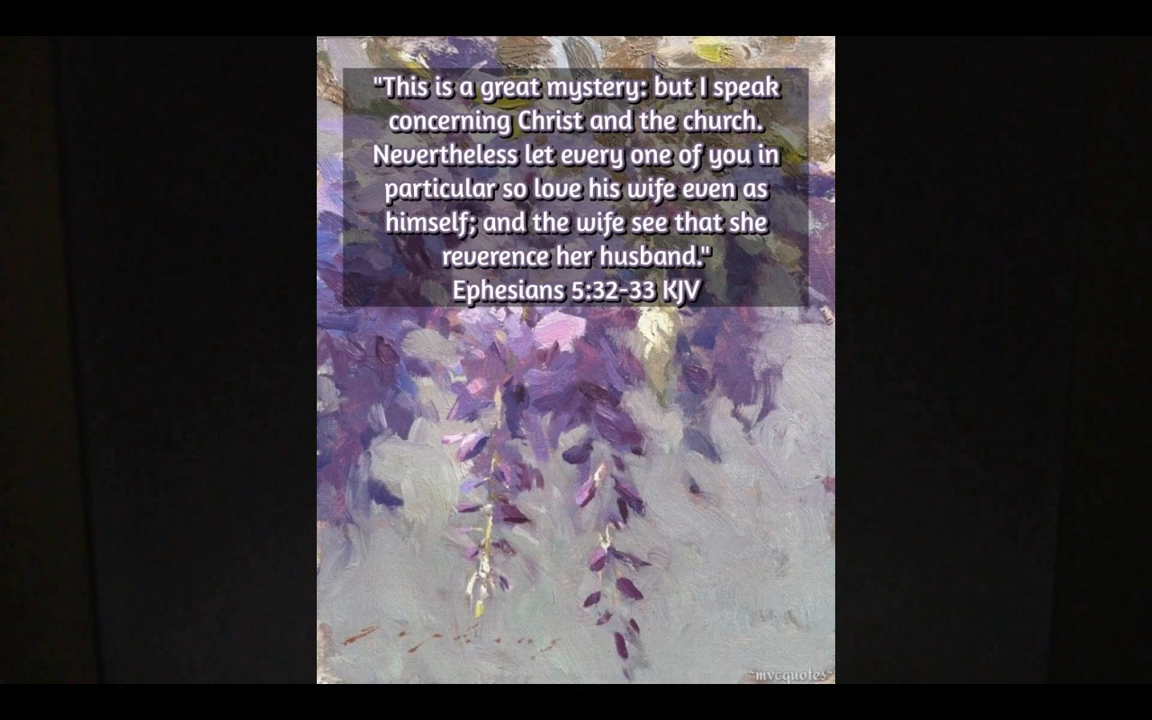 "This is a great mystery: but I speak
concerning Christ and the church.
Nevertheless let every one of you in
particular so love his wife even as
himself; and the wife see that she
reverence her husband."
Ephesians 5:32-33 KJV
~mvcquotes~